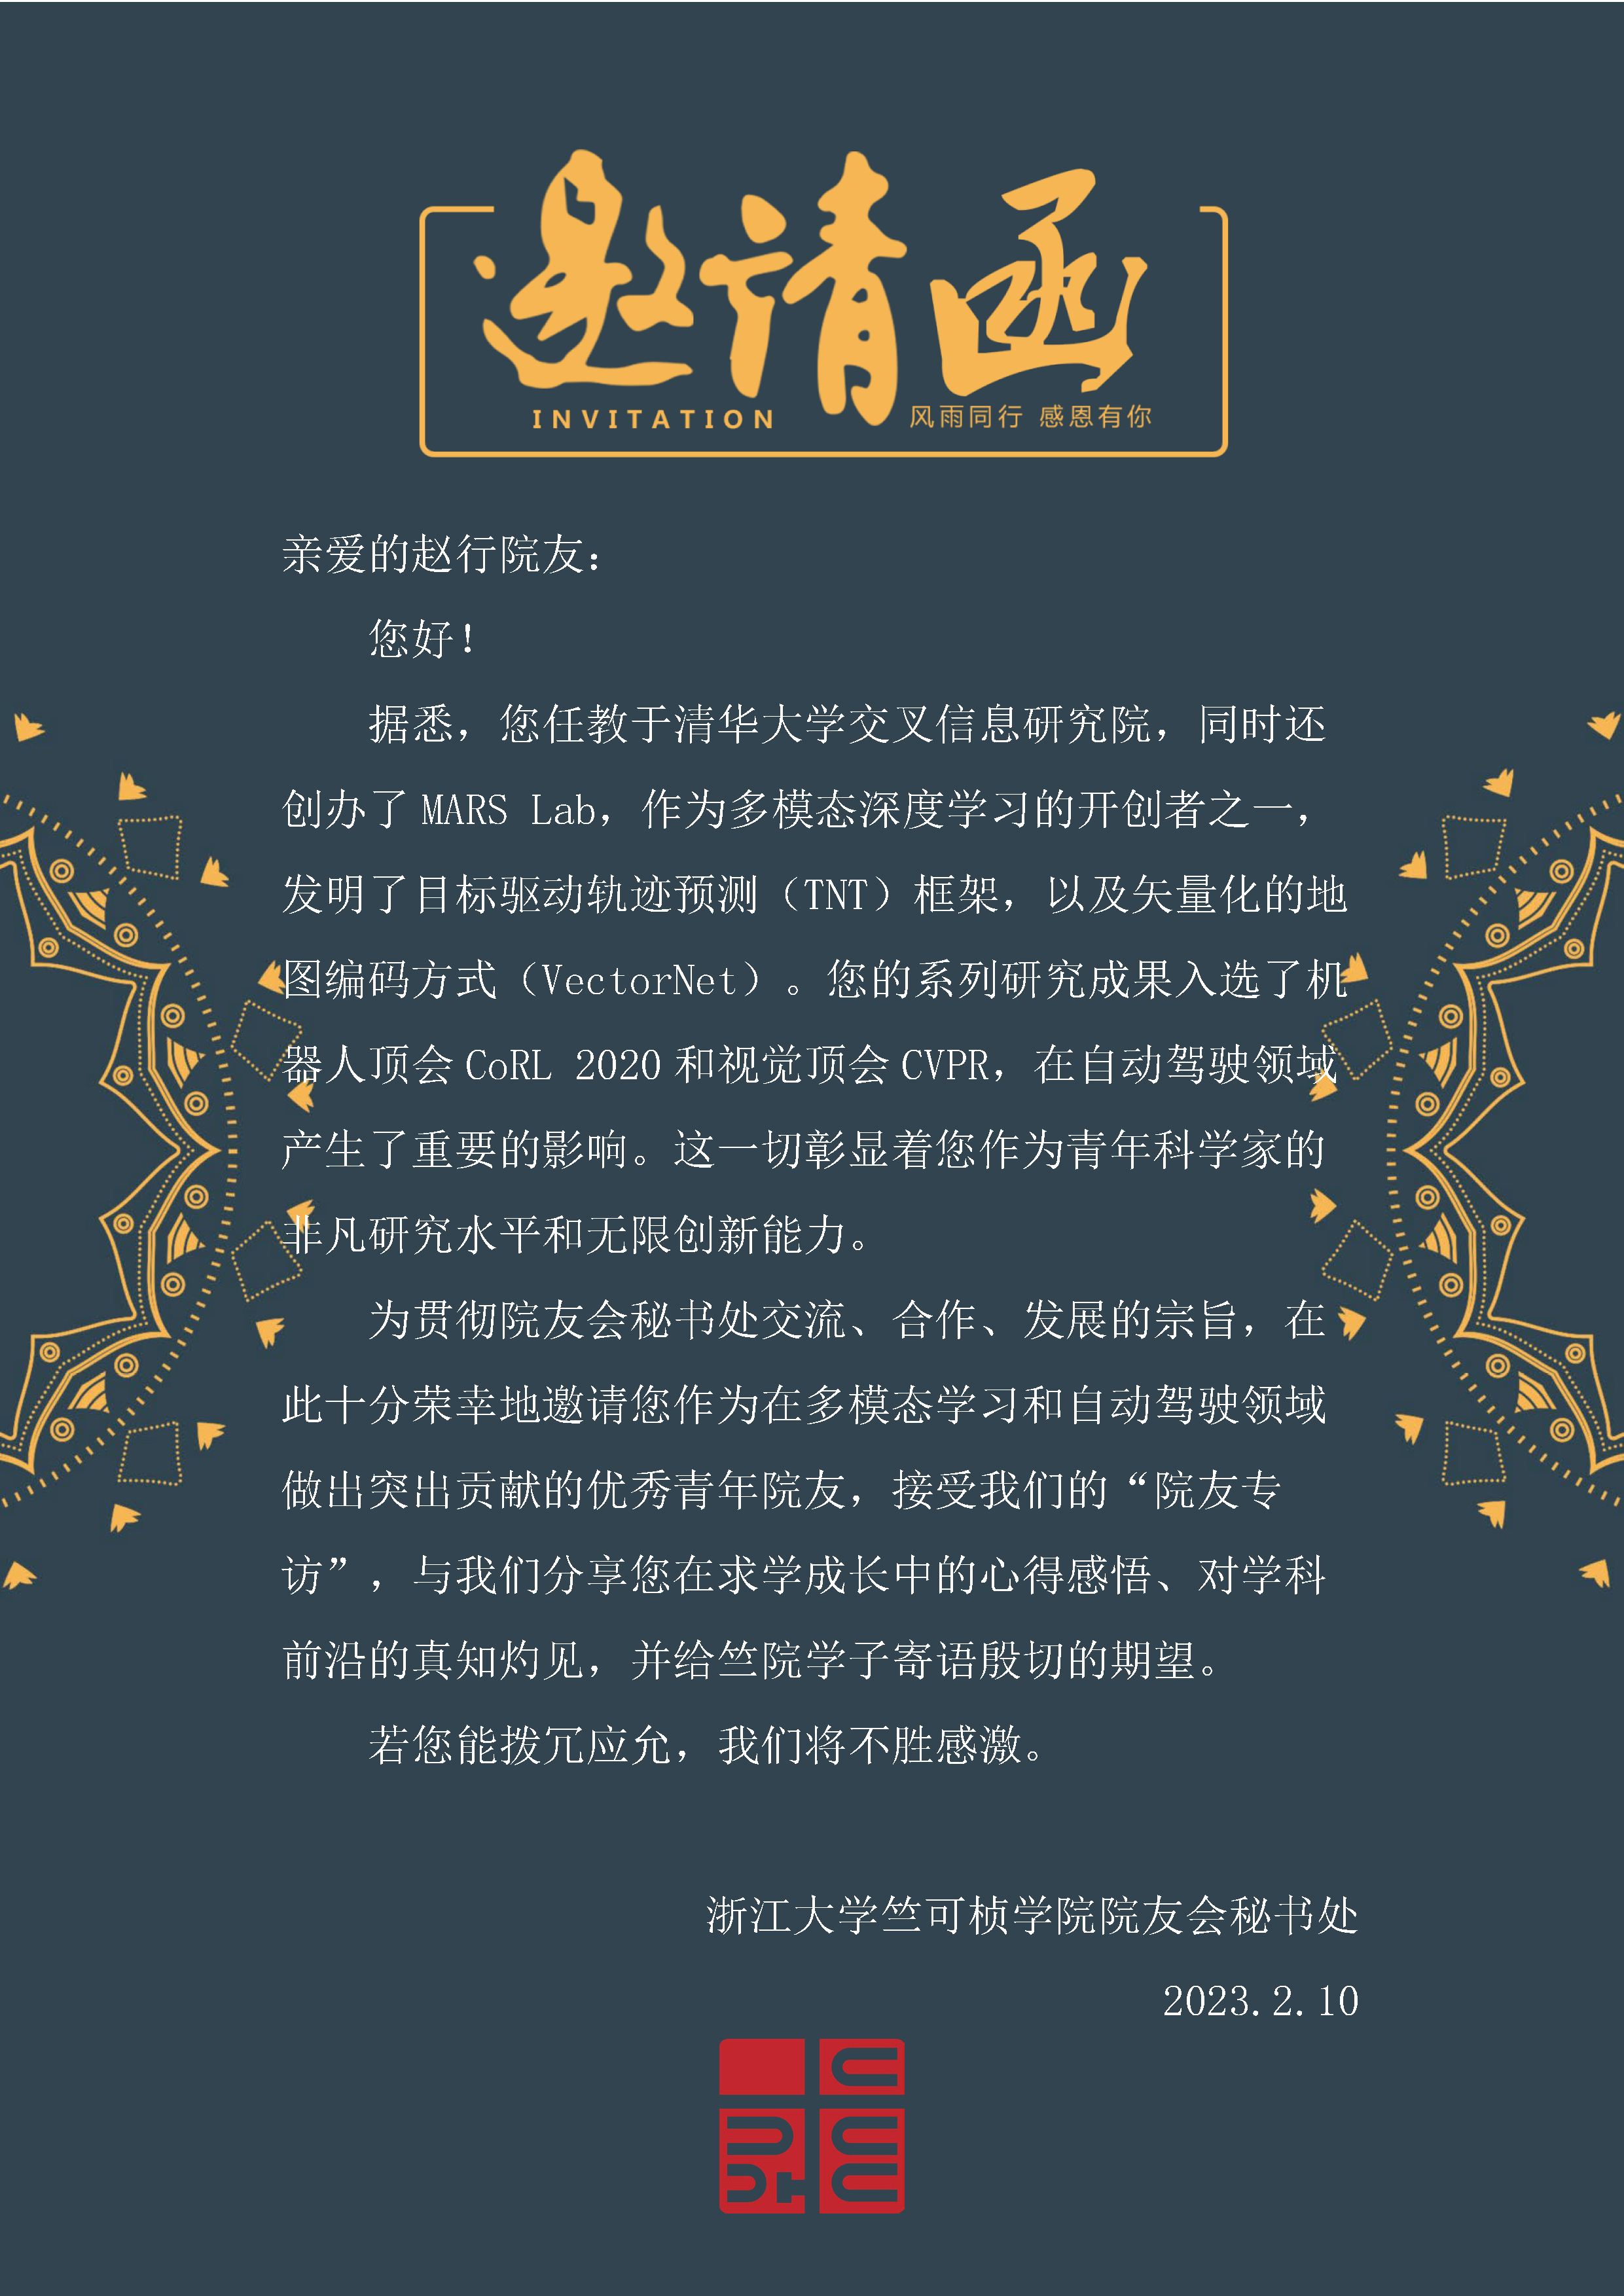 邀请函
INVITATION
风雨同行 感恩有你
亲爱的赵行院友：
您好！
据悉，您任教于清华大学交叉信息研究院，同时还
创办了 MARS Lab，作为多模态深度学习的开创者之一，
发明了目标驱动轨迹预测（TNT）框架，以及矢量化的地
图编码方式（VectorNet）。您的系列研究成果入选了机
器人顶会 CoRL 2020 和视觉顶会 CVPR，在自动驾驶领域
产生了重要的影响。这一切彰显着您作为青年科学家的
非凡研究水平和无限创新能力。
为贯彻院友会秘书处交流、合作、发展的宗旨，在
此十分荣幸地邀请您作为在多模态学习和自动驾驶领域
做出突出贡献的优秀青年院友，接受我们的“院友专
访”，与我们分享您在求学成长中的心得感悟、对学科
前沿的真知灼见，并给竺院学子寄语殷切的期望。
若您能拨冗应允，我们将不胜感激。
浙江大学竺可桢学院院友会秘书处
2023.2.10